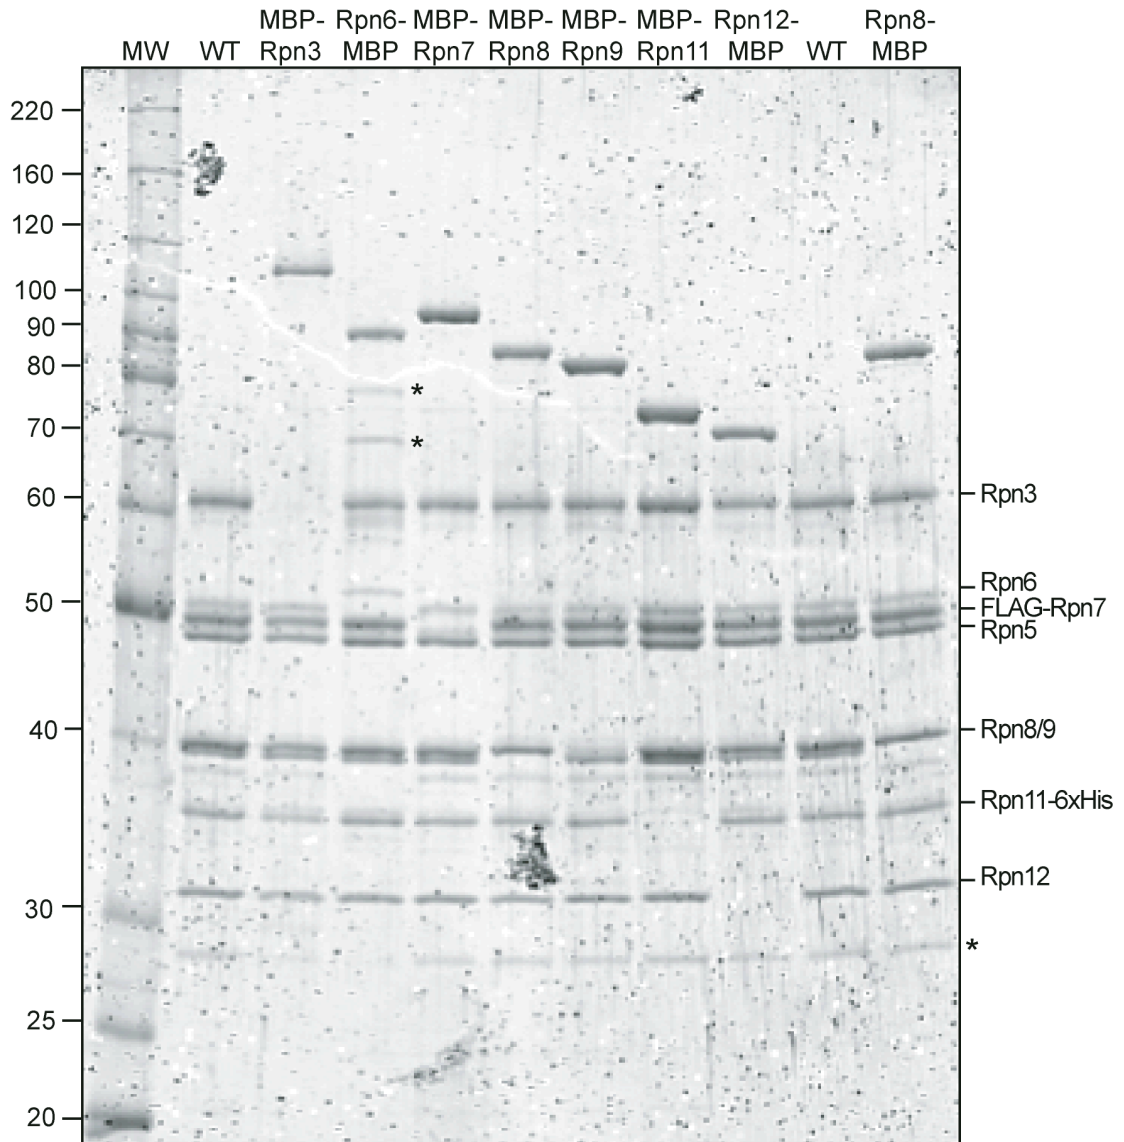 MBP- Rpn6- MBP- MBP- MBP- MBP- Rpn12- Rpn8-
MW WT Rpn3 MBP Rpn7 Rpn8 Rpn9 Rpn11 MBP WT MBP
220
160
120
100
90
80
*
70
*
60
Rpn3
Rpn6
50
FLAG-Rpn7
Rpn5
40
Rpn8/9
Rpn11-6xHis
Rpn12
30
*
25
20